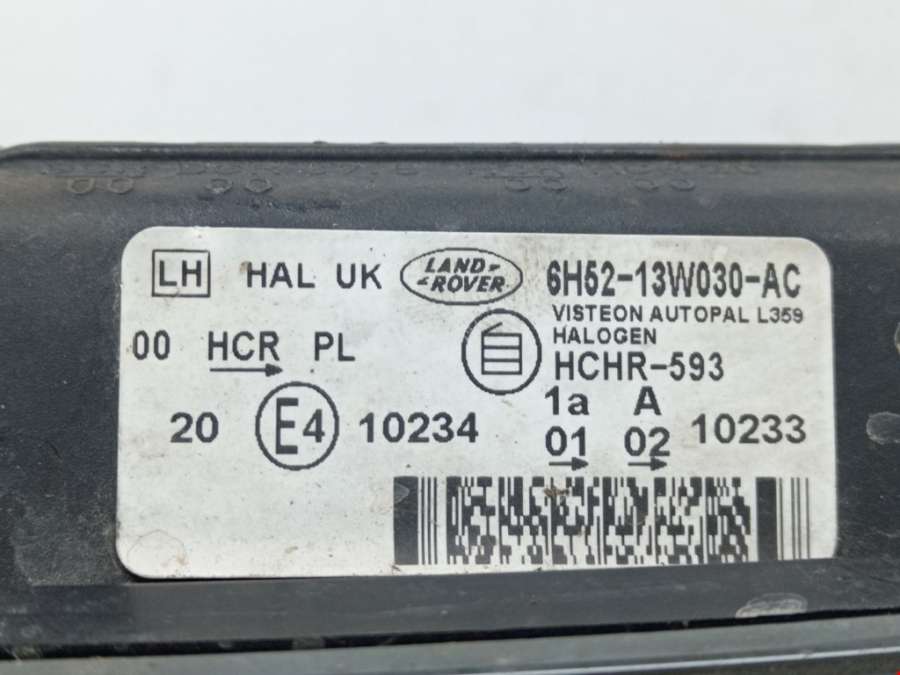 LH HAL UK LAND ROVER 6H52-13W030-AC
VISTEON AUTOPAL L359
HALOGEN
00 HCR PL
HCHR-593
1a A
20 E4 10234 01 02 10233